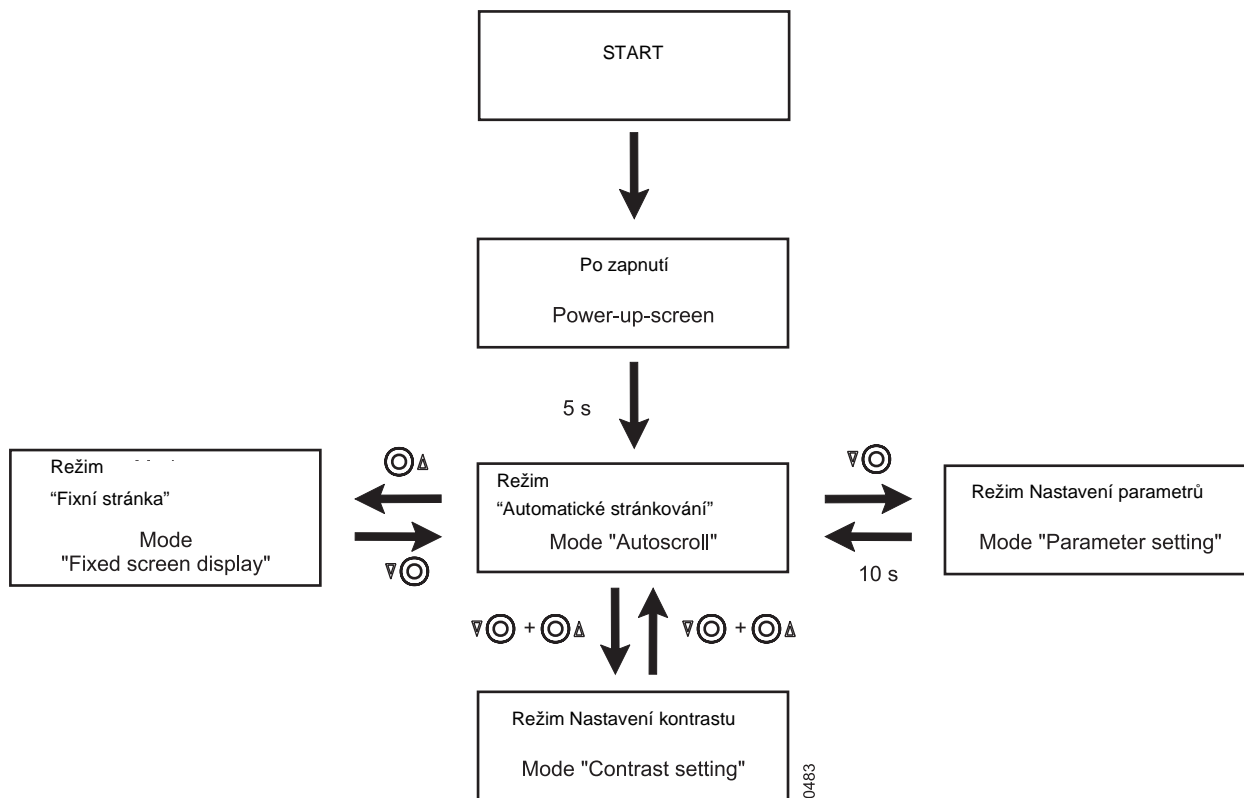 START
Po zapnutí
Power-up-screen
5 s
Režim
“Fixní stránka”
Mode
"Fixed screen display"
Režim
“Automatické stránkování”
Mode "Autoscroll"
Režim Nastavení parametrů
Mode "Parameter setting"
10 s
+
+
Režim Nastavení kontrastu
Mode "Contrast setting"
0483